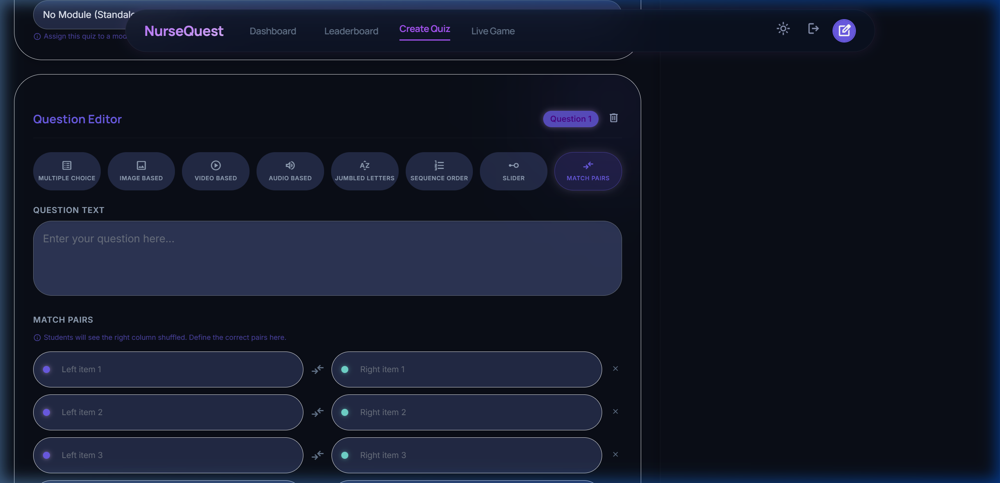 No Module (Standalo
Assign this quiz to a mod
NurseQuest
Dashboard
Leaderboard
Create Quiz
Live Game
Question Editor
Question 1
MULTIPLE CHOICE
IMAGE BASED
VIDEO BASED
AUDIO BASED
JUMBLED LETTERS
SEQUENCE ORDER
SLIDER
MATCH PAIRS
QUESTION TEXT
Enter your question here...
MATCH PAIRS
Students will see the right column shuffled. Define the correct pairs here.
Left item 1
Right item 1
Left item 2
Right item 2
Left item 3
Right item 3